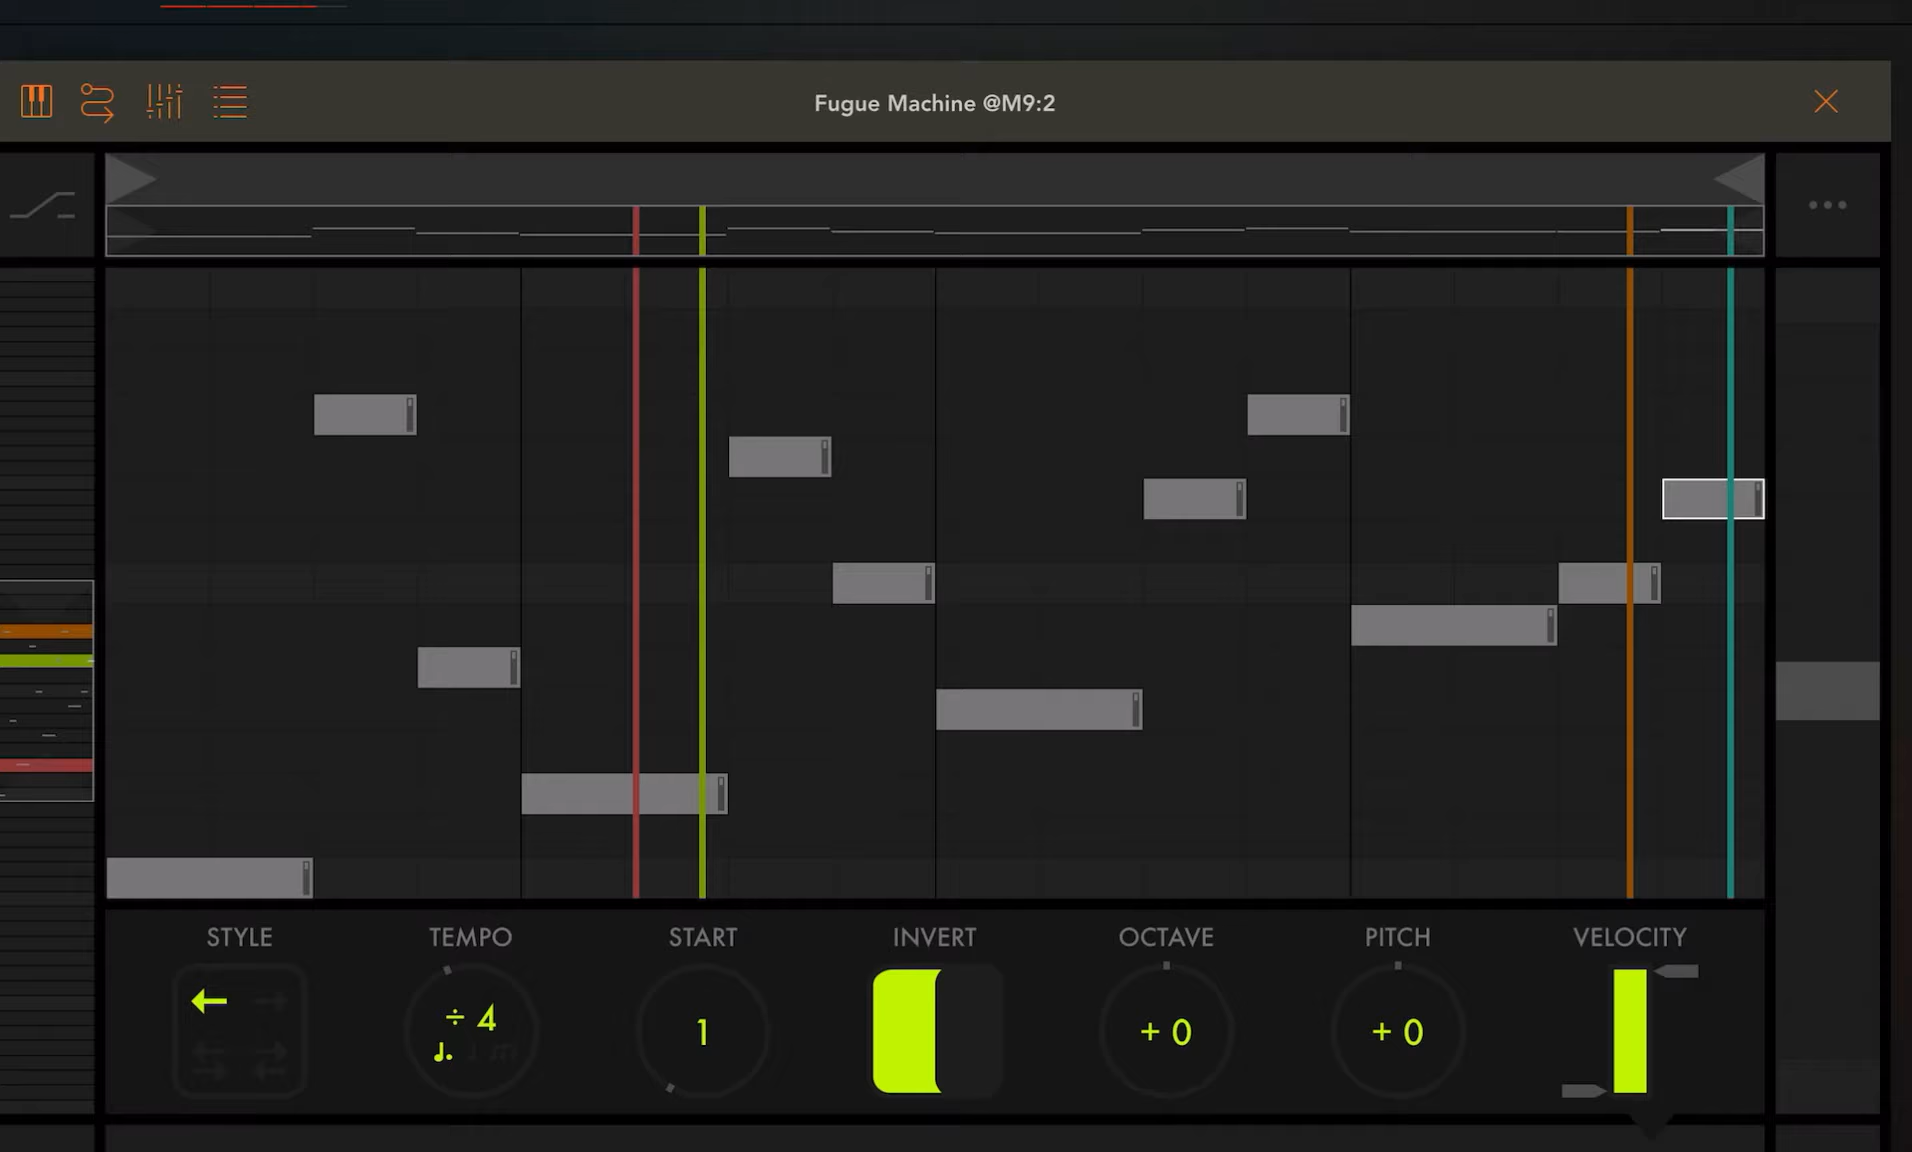 Fugue Machine @M9:2
STYLE TEMPO START INVERT OCTAVE PITCH VELOCITY
÷ 4 1 + 0 + 0